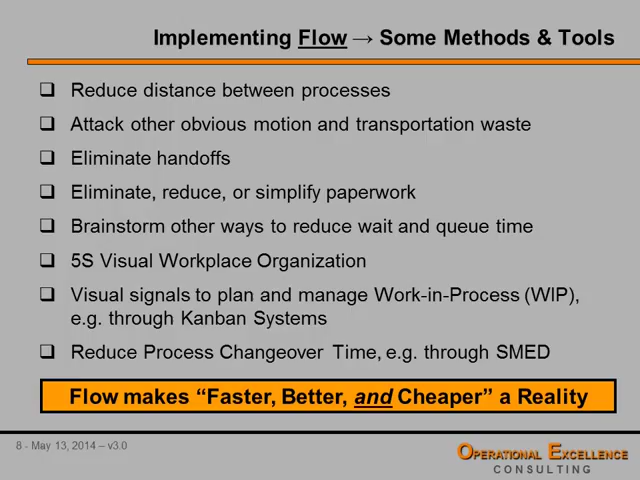 Implementing Flow → Some Methods & Tools
❑ Reduce distance between processes
❑ Attack other obvious motion and transportation waste
❑ Eliminate handoffs
❑ Eliminate, reduce, or simplify paperwork
❑ Brainstorm other ways to reduce wait and queue time
❑ 5S Visual Workplace Organization
❑ Visual signals to plan and manage Work-in-Process (WIP),
e.g. through Kanban Systems
❑ Reduce Process Changeover Time, e.g. through SMED
Flow makes “Faster, Better, and Cheaper” a Reality
8 - May 13, 2014 – v3.0
OPERATIONAL EXCELLENCE
CONSULTING